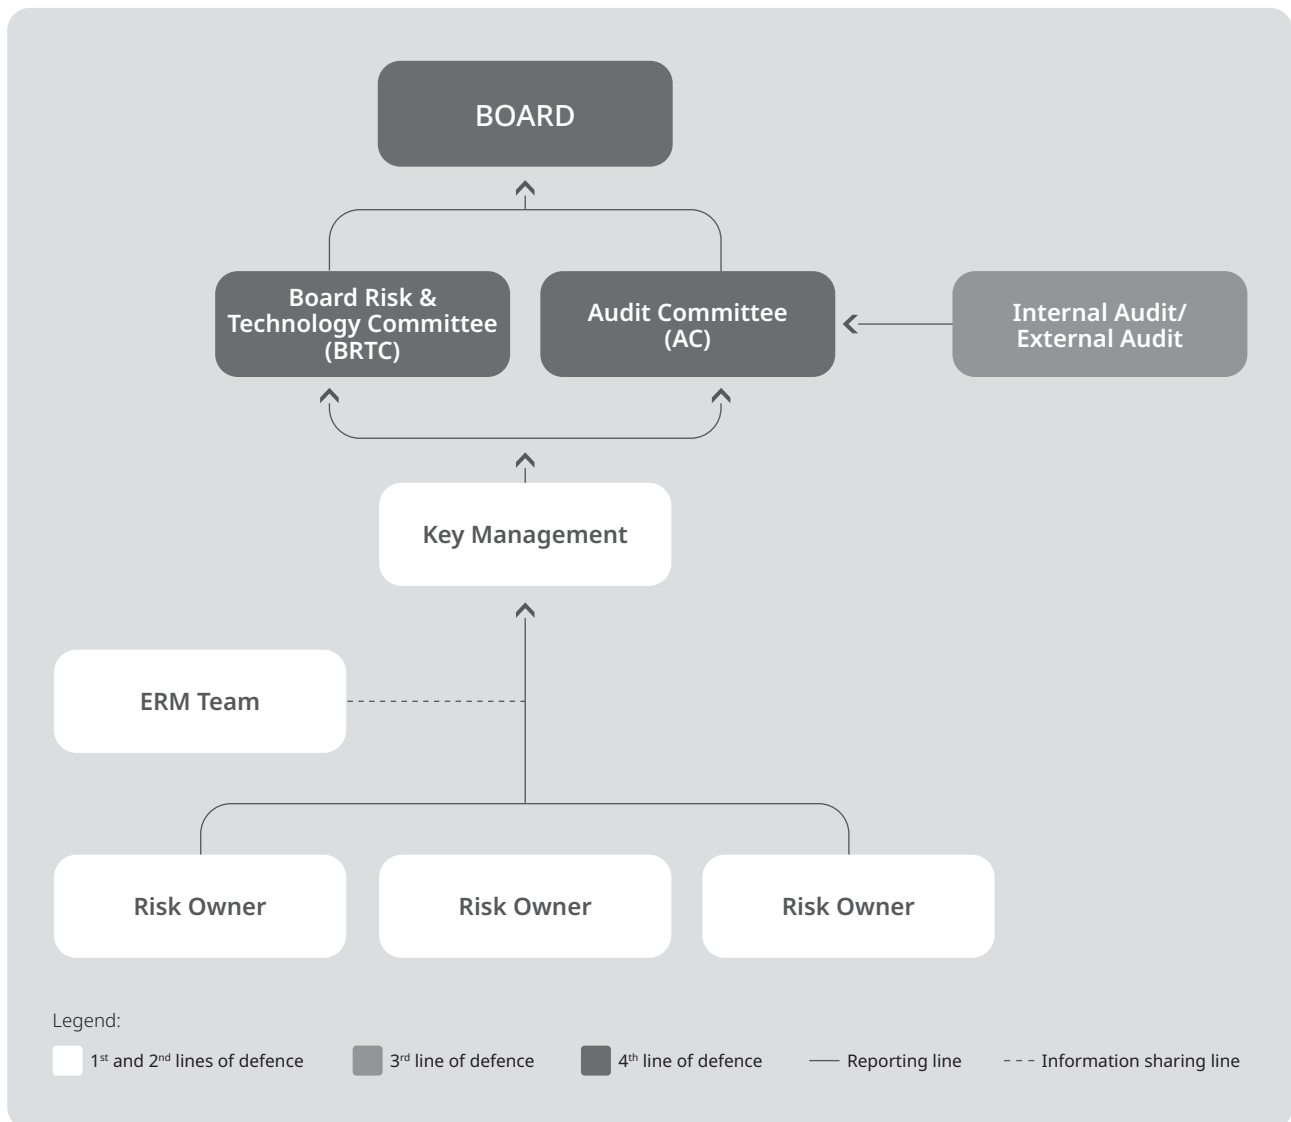 BOARD
Board Risk &
Technology Committee
(BRTC)
Audit Committee
(AC)
Internal Audit/
External Audit
Key Management
ERM Team
Risk Owner
Risk Owner
Risk Owner
Legend:
1st and 2nd lines of defence
3rd line of defence
4th line of defence
Reporting line
Information sharing line